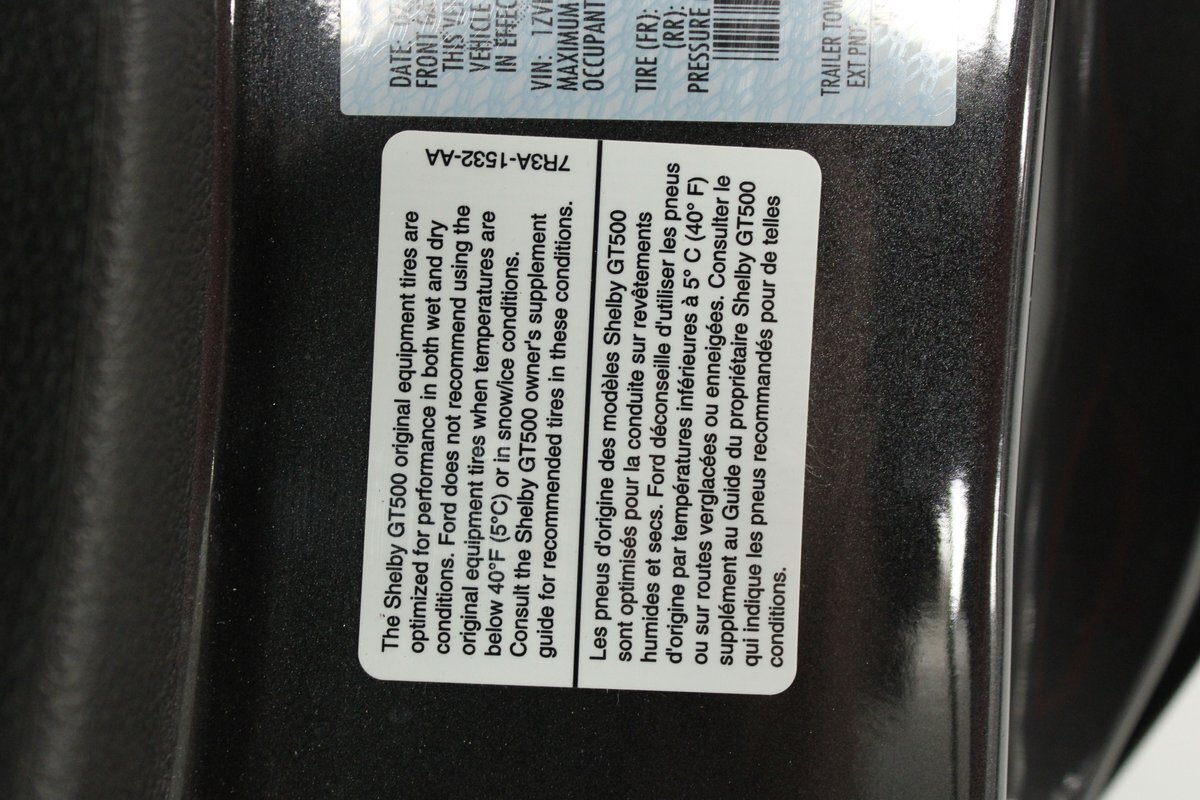 The Shelby GT500 original equipment tires are
optimized for performance in both wet and dry
conditions. Ford does not recommend using the
original equipment tires when temperatures are
below 40°F (5°C) or in snow/ice conditions.
Consult the Shelby GT500 owner's supplement
guide for recommended tires in these conditions.
7R3A-1532-AA
Les pneus d'origine des modèles Shelby GT500
sont optimisés pour la conduite sur revêtements
humides et secs. Ford déconseille d'utiliser les pneus
d'origine par températures inférieures à 5° C (40° F)
ou sur routes verglacées ou enneigées. Consulter le
supplément au Guide du propriétaire Shelby GT500
qui indique les pneus recommandés pour de telles
conditions.
DATE:
FRONT
THIS
VEHICLE
IN EFFEC
VIN: 1ZV
MAXIMUM
OCCUPANT
TIRE (FR):
(RR):
PRESSURE
TRAILER TOW
EXT PNT